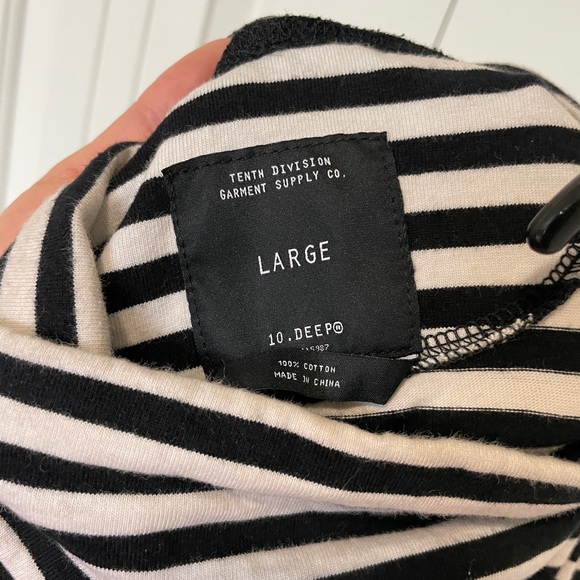 TENTH DIVISION
GARMENT SUPPLY CO.
LARGE
10.DEEP®
100% COTTON
MADE IN CHINA